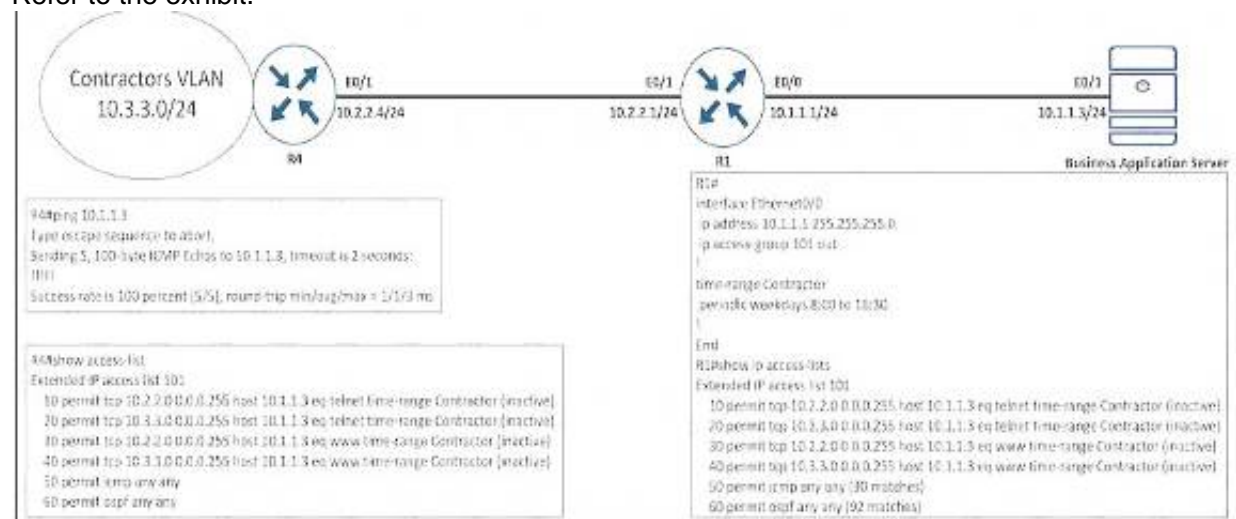 Refer to the exhibit.
Contractors VLAN
10.3.3.0/24
E0/1
10.2.2.4/24
R4
E0/1
10.2.2.1/24
R1
E0/0
10.1.1.1/24
E0/1
10.1.1.3/24
Business Application Server
R4#ping 10.1.1.3
Type escape sequence to abort.
Sending 5, 100-byte ICMP Echos to 10.1.1.3, timeout is 2 seconds:
!!!!!
Success rate is 100 percent (5/5), round-trip min/avg/max = 1/1/3 ms
R4#show access-list
Extended IP access list 101
10 permit tcp 10.2.2.0 0.0.0.255 host 10.1.1.3 eq telnet time-range Contractor (inactive)
20 permit tcp 10.3.3.0 0.0.0.255 host 10.1.1.3 eq telnet time-range Contractor (inactive)
30 permit tcp 10.2.2.0 0.0.0.255 host 10.1.1.3 eq www time-range Contractor (inactive)
40 permit tcp 10.3.3.0 0.0.0.255 host 10.1.1.3 eq www time-range Contractor (inactive)
50 permit icmp any any
60 permit ospf any any
R1#
interface Ethernet0/0
ip address 10.1.1.1 255.255.255.0
ip access-group 101 out
!
time-range Contractor
periodic weekdays 8:00 to
!
End
R1#show ip access-lists
Extended IP access list 101
10 permit tcp 10.2.2.0 0.0.0.255 host 10.1.1.3 eq telnet time-range Contractor (inactive)
20 permit tcp 0.0.0.255 host 10.1.1.3 eq telnet time-range Contractor (inactive)
30 permit tcp 10.2.2.0 0.0.0.255 host 10.1.1.3 eq www time-range Contractor (inactive)
40 permit tcp 10.3.3.0 0.0.0.255 host 10.1.1.3 eq www time-range Contractor (inactive)
50 permit icmp any any (30 matches)
60 permit ospf any any (92 matches)